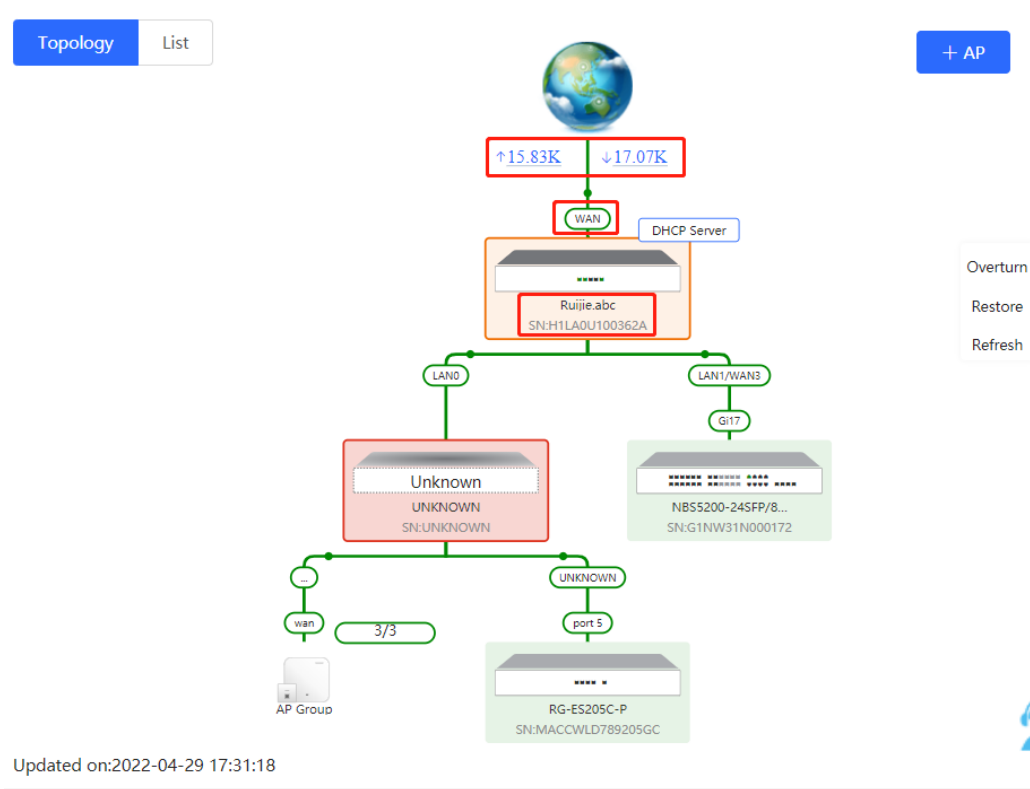 Topology
List
+ AP
↑15.83K
↓17.07K
WAN
DHCP Server
Ruijie.abc
SN:H1LA0U100362A
Overturn
Restore
Refresh
LAN0
LAN1/WAN3
Gi17
Unknown
UNKNOWN
SN:UNKNOWN
NBS5200-24SFP/8...
SN:G1NW31N000172
...
UNKNOWN
wan
3/3
port 5
AP Group
RG-ES205C-P
SN:MACCWLD789205GC
Updated on:2022-04-29 17:31:18